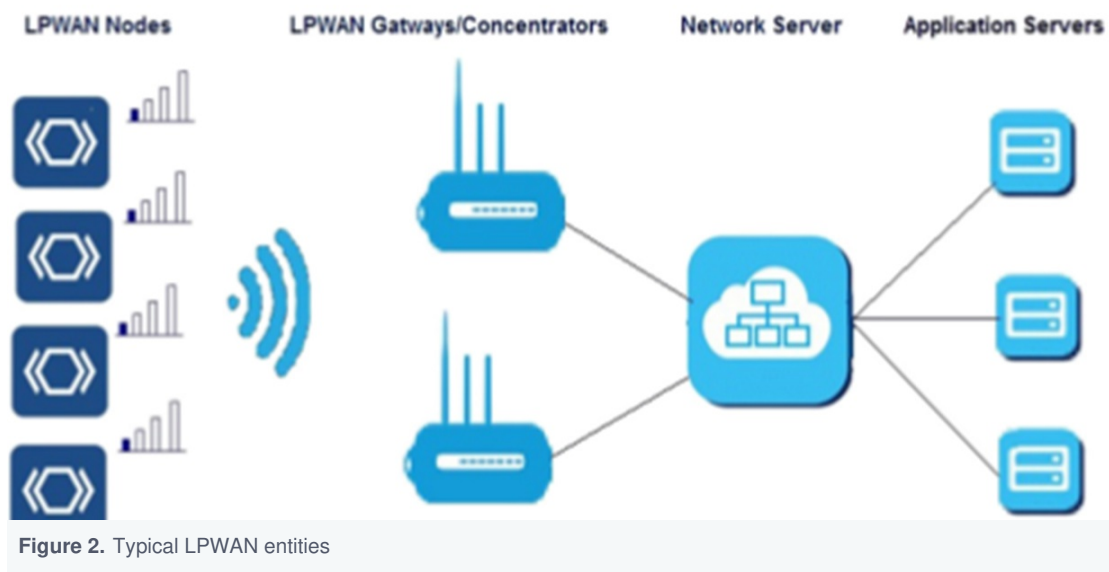 LPWAN Nodes
LPWAN Gatways/Concentrators
Network Server
Application Servers
Figure 2. Typical LPWAN entities